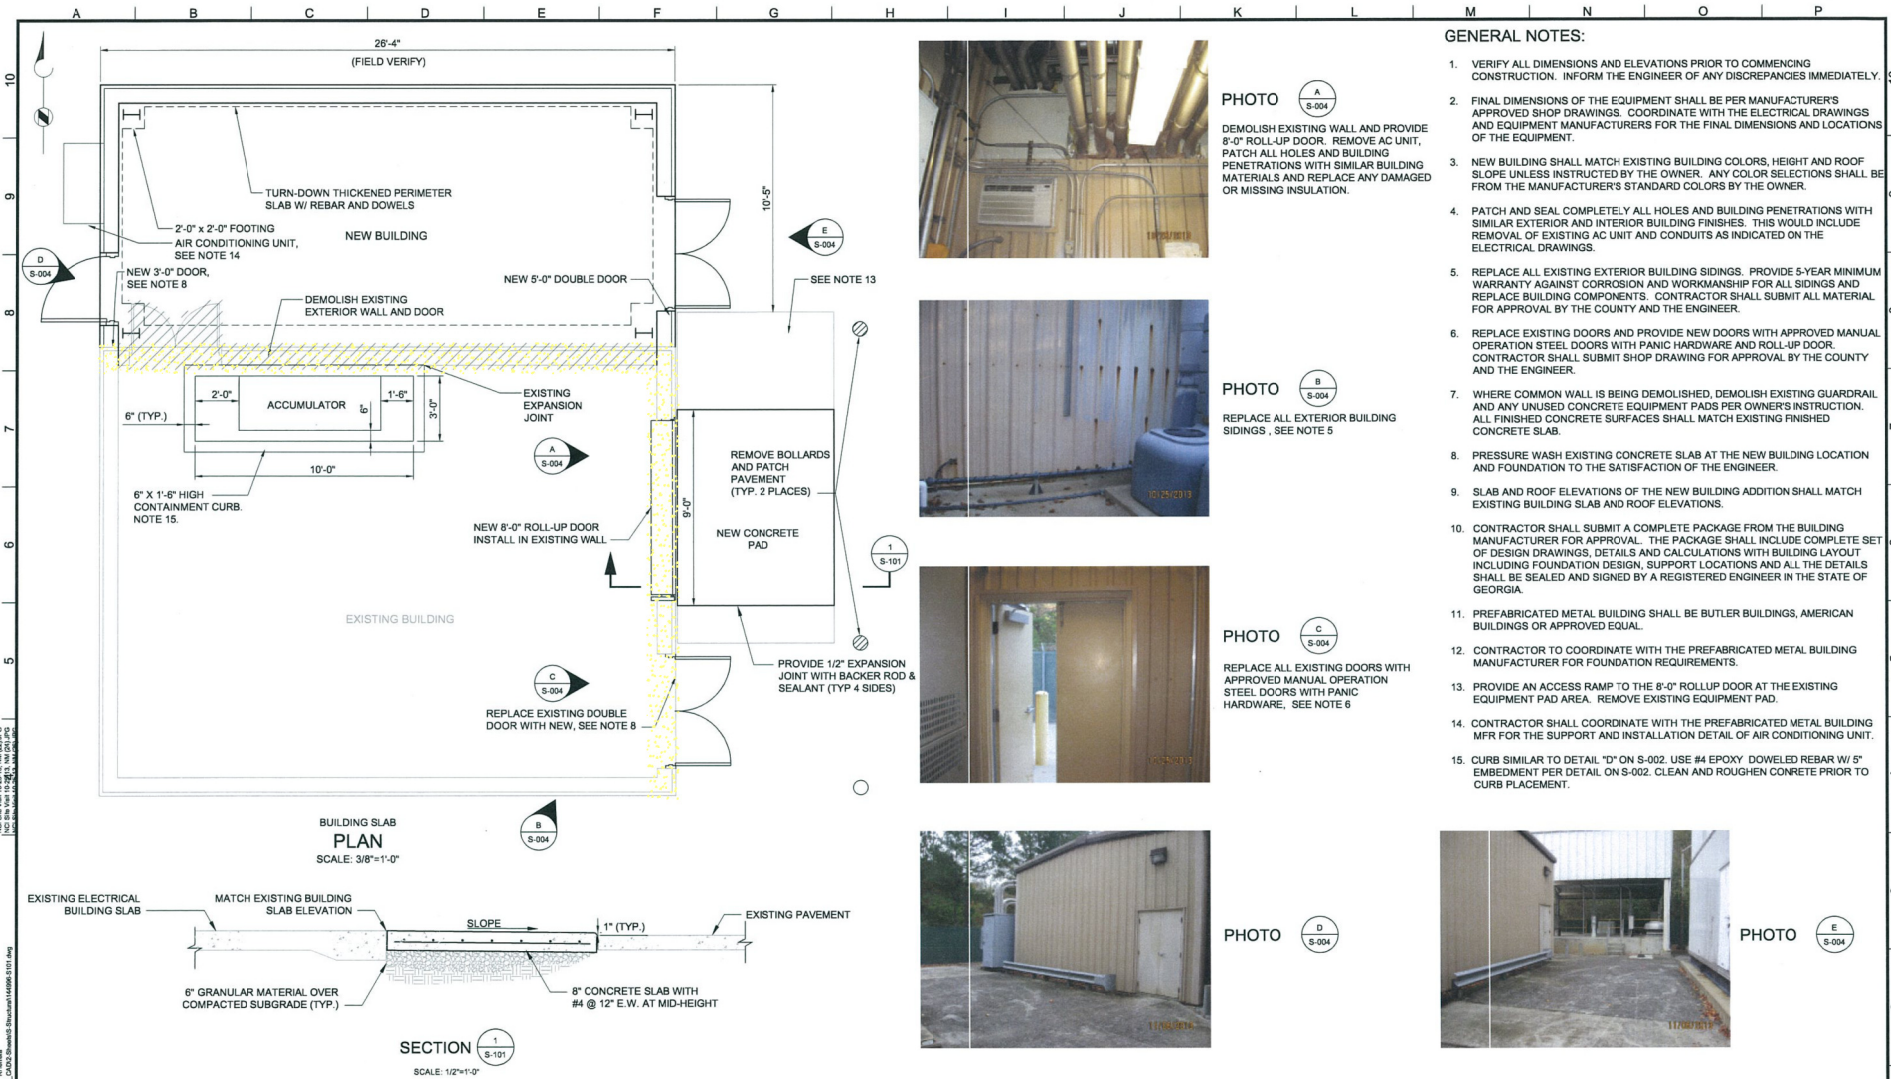 A B C D E F G H I J K L M N O P
10
9
8
7
6
5
26'-4"
(FIELD VERIFY)
10'-5"
TURN-DOWN THICKENED PERIMETER
SLAB W/ REBAR AND DOWELS
2'-0" x 2'-0" FOOTING
AIR CONDITIONING UNIT,
SEE NOTE 14
NEW BUILDING
D
S-004
NEW 3'-0" DOOR,
SEE NOTE 8
DEMOLISH EXISTING
EXTERIOR WALL AND DOOR
NEW 5'-0" DOUBLE DOOR
E
S-004
SEE NOTE 13
2'-0"
ACCUMULATOR
1'-6"
6"
3'-0"
6" (TYP.)
10'-0"
EXISTING
EXPANSION
JOINT
A
S-004
6" X 1'-6" HIGH
CONTAINMENT CURB.
NOTE 15.
REMOVE BOLLARDS
AND PATCH
PAVEMENT
(TYP. 2 PLACES)
9'-0"
NEW 8'-0" ROLL-UP DOOR
INSTALL IN EXISTING WALL
NEW CONCRETE
PAD
1
S-101
EXISTING BUILDING
C
S-004
PROVIDE 1/2" EXPANSION
JOINT WITH BACKER ROD &
SEALANT (TYP 4 SIDES)
REPLACE EXISTING DOUBLE
DOOR WITH NEW, SEE NOTE 8
B
S-004
BUILDING SLAB
PLAN
SCALE: 3/8"=1'-0"
EXISTING ELECTRICAL
BUILDING SLAB
MATCH EXISTING BUILDING
SLAB ELEVATION
SLOPE
1" (TYP.)
EXISTING PAVEMENT
6" GRANULAR MATERIAL OVER
COMPACTED SUBGRADE (TYP.)
8" CONCRETE SLAB WITH
#4 @ 12" E.W. AT MID-HEIGHT
SECTION
1
S-101
SCALE: 1/2"=1'-0"
PHOTO
A
S-004
DEMOLISH EXISTING WALL AND PROVIDE
8'-0" ROLL-UP DOOR. REMOVE AC UNIT,
PATCH ALL HOLES AND BUILDING
PENETRATIONS WITH SIMILAR BUILDING
MATERIALS AND REPLACE ANY DAMAGED
OR MISSING INSULATION.
10/25/2013
PHOTO
B
S-004
REPLACE ALL EXTERIOR BUILDING
SIDINGS , SEE NOTE 5
PHOTO
C
S-004
REPLACE ALL EXISTING DOORS WITH
APPROVED MANUAL OPERATION
STEEL DOORS WITH PANIC
HARDWARE, SEE NOTE 6
PHOTO
D
S-004
PHOTO
E
S-004
GENERAL NOTES:
1. VERIFY ALL DIMENSIONS AND ELEVATIONS PRIOR TO COMMENCING
CONSTRUCTION. INFORM THE ENGINEER OF ANY DISCREPANCIES IMMEDIATELY.
2. FINAL DIMENSIONS OF THE EQUIPMENT SHALL BE PER MANUFACTURER'S
APPROVED SHOP DRAWINGS. COORDINATE WITH THE ELECTRICAL DRAWINGS
AND EQUIPMENT MANUFACTURERS FOR THE FINAL DIMENSIONS AND LOCATIONS
OF THE EQUIPMENT.
3. NEW BUILDING SHALL MATCH EXISTING BUILDING COLORS, HEIGHT AND ROOF
SLOPE UNLESS INSTRUCTED BY THE OWNER. ANY COLOR SELECTIONS SHALL BE
FROM THE MANUFACTURER'S STANDARD COLORS BY THE OWNER.
4. PATCH AND SEAL COMPLETELY ALL HOLES AND BUILDING PENETRATIONS WITH
SIMILAR EXTERIOR AND INTERIOR BUILDING FINISHES. THIS WOULD INCLUDE
REMOVAL OF EXISTING AC UNIT AND CONDUITS AS INDICATED ON THE
ELECTRICAL DRAWINGS.
5. REPLACE ALL EXISTING EXTERIOR BUILDING SIDINGS. PROVIDE 5-YEAR MINIMUM
WARRANTY AGAINST CORROSION AND WORKMANSHIP FOR ALL SIDINGS AND
REPLACE BUILDING COMPONENTS. CONTRACTOR SHALL SUBMIT ALL MATERIAL
FOR APPROVAL BY THE COUNTY AND THE ENGINEER.
6. REPLACE EXISTING DOORS AND PROVIDE NEW DOORS WITH APPROVED MANUAL
OPERATION STEEL DOORS WITH PANIC HARDWARE AND ROLL-UP DOOR.
CONTRACTOR SHALL SUBMIT SHOP DRAWING FOR APPROVAL BY THE COUNTY
AND THE ENGINEER.
7. WHERE COMMON WALL IS BEING DEMOLISHED, DEMOLISH EXISTING GUARDRAIL
AND ANY UNUSED CONCRETE EQUIPMENT PADS PER OWNER'S INSTRUCTION.
ALL FINISHED CONCRETE SURFACES SHALL MATCH EXISTING FINISHED
CONCRETE SLAB.
8. PRESSURE WASH EXISTING CONCRETE SLAB AT THE NEW BUILDING LOCATION
AND FOUNDATION TO THE SATISFACTION OF THE ENGINEER.
9. SLAB AND ROOF ELEVATIONS OF THE NEW BUILDING ADDITION SHALL MATCH
EXISTING BUILDING SLAB AND ROOF ELEVATIONS.
10. CONTRACTOR SHALL SUBMIT A COMPLETE PACKAGE FROM THE BUILDING
MANUFACTURER FOR APPROVAL. THE PACKAGE SHALL INCLUDE COMPLETE SET
OF DESIGN DRAWINGS, DETAILS AND CALCULATIONS WITH BUILDING LAYOUT
INCLUDING FOUNDATION DESIGN, SUPPORT LOCATIONS AND ALL THE DETAILS
SHALL BE SEALED AND SIGNED BY A REGISTERED ENGINEER IN THE STATE OF
GEORGIA.
11. PREFABRICATED METAL BUILDING SHALL BE BUTLER BUILDINGS, AMERICAN
BUILDINGS OR APPROVED EQUAL.
12. CONTRACTOR TO COORDINATE WITH THE PREFABRICATED METAL BUILDING
MANUFACTURER FOR FOUNDATION REQUIREMENTS.
13. PROVIDE AN ACCESS RAMP TO THE 8'-0" ROLLUP DOOR AT THE EXISTING
EQUIPMENT PAD AREA. REMOVE EXISTING EQUIPMENT PAD.
14. CONTRACTOR SHALL COORDINATE WITH THE PREFABRICATED METAL BUILDING
MFR FOR THE SUPPORT AND INSTALLATION DETAIL OF AIR CONDITIONING UNIT.
15. CURB SIMILAR TO DETAIL "D" ON S-002. USE #4 EPOXY DOWELED REBAR W/ 5"
EMBEDMENT PER DETAIL ON S-002. CLEAN AND ROUGHEN CONRETE PRIOR TO
CURB PLACEMENT.